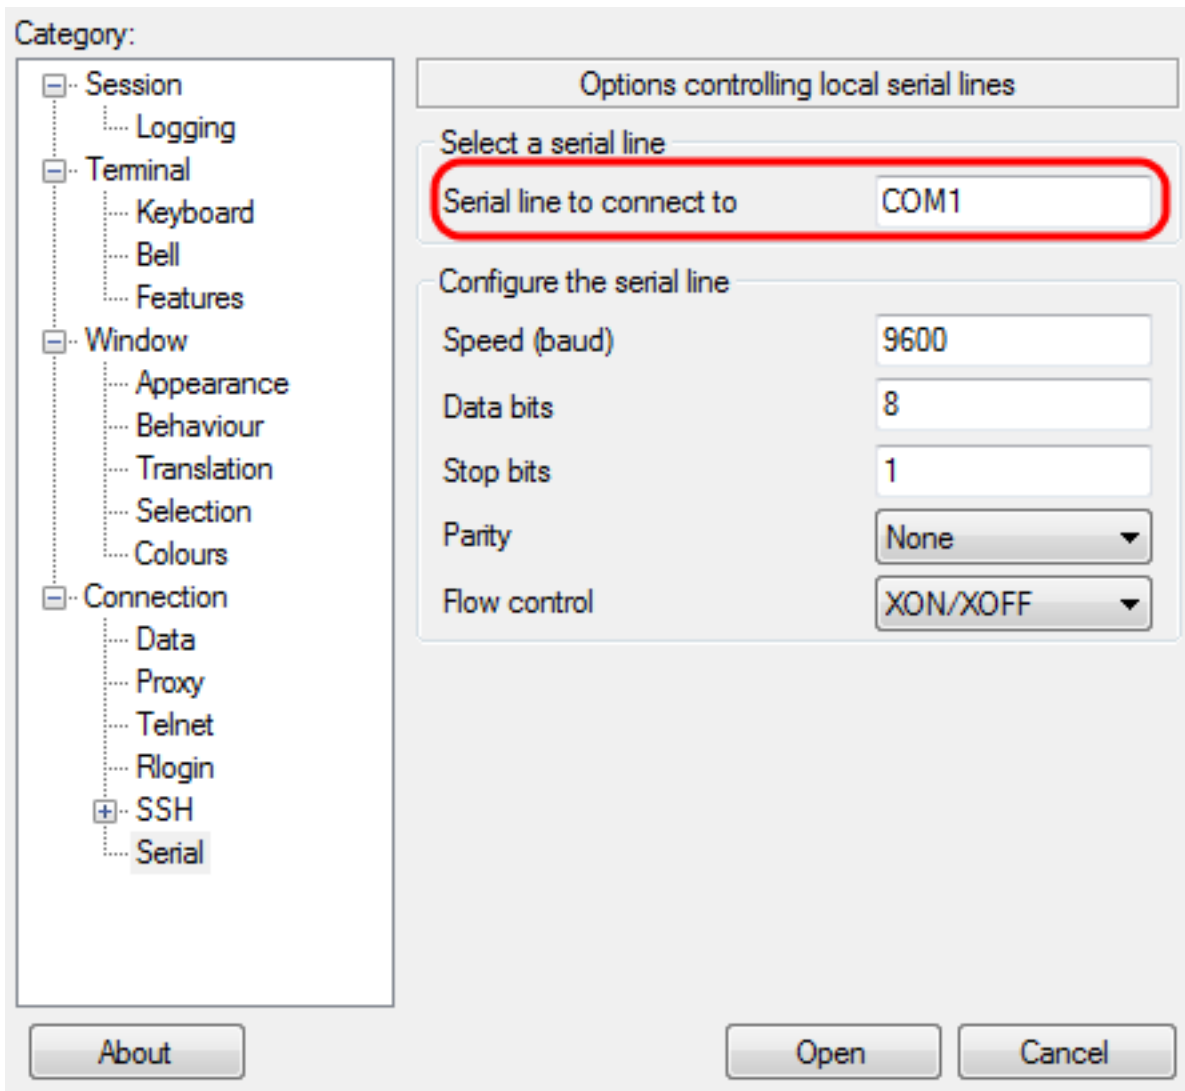 Category:
Session
Logging
Terminal
Keyboard
Bell
Features
Window
Appearance
Behaviour
Translation
Selection
Colours
Connection
Data
Proxy
Telnet
Rlogin
SSH
Serial
Options controlling local serial lines
Select a serial line
Serial line to connect to COM1
Configure the serial line
Speed (baud) 9600
Data bits 8
Stop bits 1
Parity None
Flow control XON/XOFF
About Open Cancel